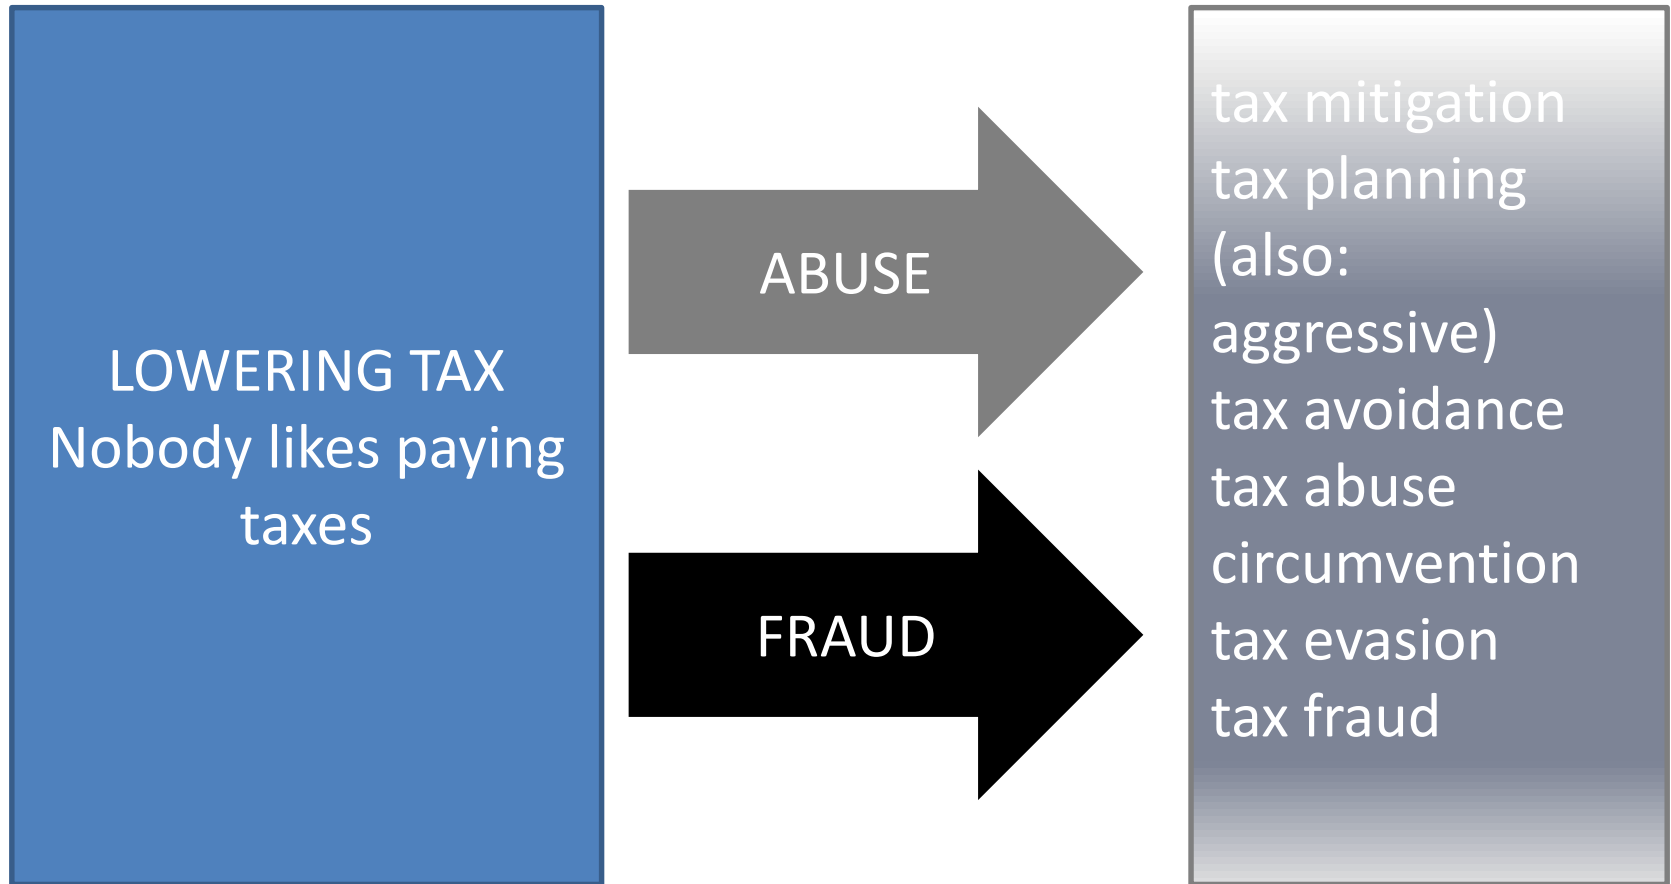 LOWERING TAX
Nobody likes paying
taxes
ABUSE
FRAUD
tax mitigation
tax planning
(also:
aggressive)
tax avoidance
tax abuse
circumvention
tax evasion
tax fraud